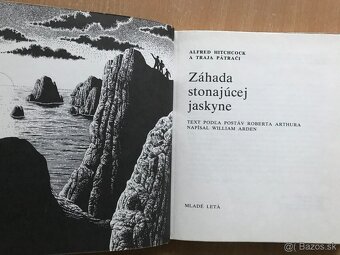 ALFRED HITCHCOCK
A TRAJA PÁTRAČI
Záhada
stonajúcej
jaskyne
TEXT PODĽA POSTÁV ROBERTA ARTHURA
NAPÍSAL WILLIAM ARDEN
MLADÉ LETÁ
@ Bazos.sk